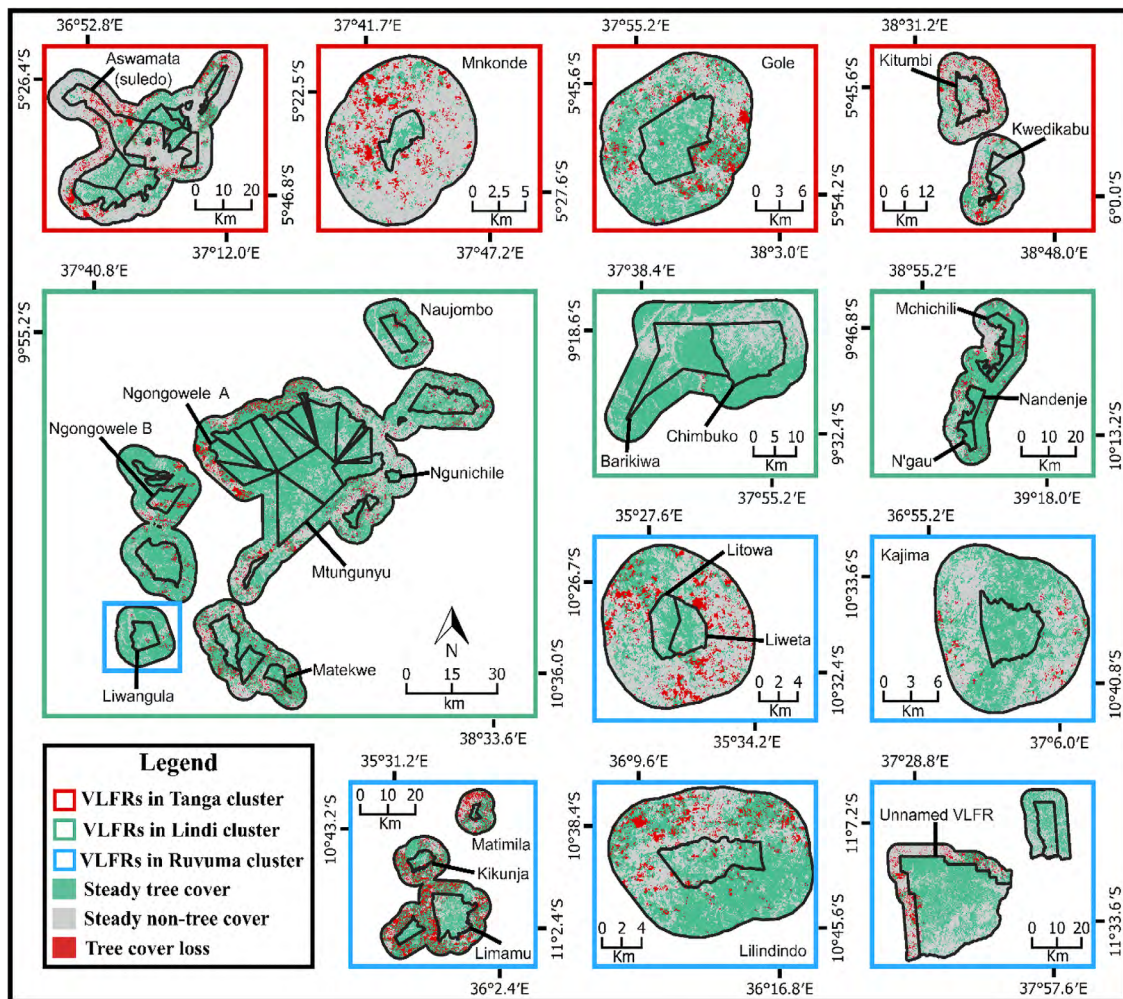 36°52.8′E
37°41.7′E
37°55.2′E
38°31.2′E
5°26.4′S
Aswamata
(suledo)
0 10 20
Km
5°46.8′S
37°12.0′E
5°22.5′S
Mnkonde
0 2.5 5
Km
5°27.6′S
37°47.2′E
5°45.6′S
Gole
0 3 6
Km
5°54.2′S
38°3.0′E
5°45.6′S
Kitumbi
Kwedikabu
0 6 12
Km
6°0.0′S
38°48.0′E
37°40.8′E
9°55.2′S
Naujombo
Ngongowele A
Ngongowele B
Ngunichile
Mtungunyu
Liwangula
Matekwe
N
0 15 30
km
10°36.0′S
38°33.6′E
37°38.4′E
9°18.6′S
Chimbuko
Barikiwa
0 5 10
Km
9°32.4′S
37°55.2′E
38°55.2′E
9°46.8′S
Mchichili
Nandenje
N'gau
0 10 20
Km
10°13.2′S
39°18.0′E
35°27.6′E
10°26.7′S
Litowa
Liweta
0 2 4
Km
10°32.4′S
35°34.2′E
36°55.2′E
10°33.6′S
Kajima
0 3 6
Km
10°40.8′S
37°6.0′E
Legend
VLFRs in Tanga cluster
VLFRs in Lindi cluster
VLFRs in Ruvuma cluster
Steady tree cover
Steady non-tree cover
Tree cover loss
35°31.2′E
10°43.2′S
0 10 20
Km
Matimila
Kikunja
Limamu
11°2.4′S
36°2.4′E
36°9.6′E
10°38.4′S
0 2 4
Km
Lilindindo
10°45.6′S
36°16.8′E
37°28.8′E
11°7.2′S
Unnamed VLFR
0 10 20
Km
11°33.6′S
37°57.6′E